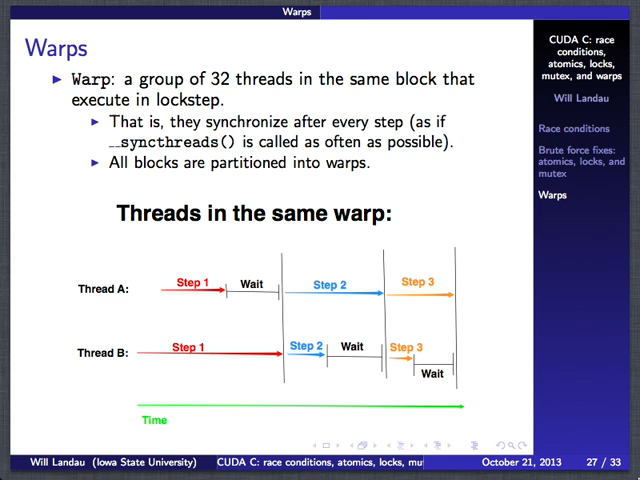 Warps
Warps
Warp: a group of 32 threads in the same block that
execute in lockstep.
That is, they synchronize after every step (as if
__syncthreads() is called as often as possible).
All blocks are partitioned into warps.
Threads in the same warp:
Thread A:
Step 1
Wait
Step 2
Step 3
Thread B:
Step 1
Step 2
Wait
Step 3
Wait
Time
CUDA C: race
conditions,
atomics, locks,
mutex, and warps
Will Landau
Race conditions
Brute force fixes:
atomics, locks, and
mutex
Warps
Will Landau (Iowa State University)
CUDA C: race conditions, atomics, locks, mu
October 21, 2013
27 / 33